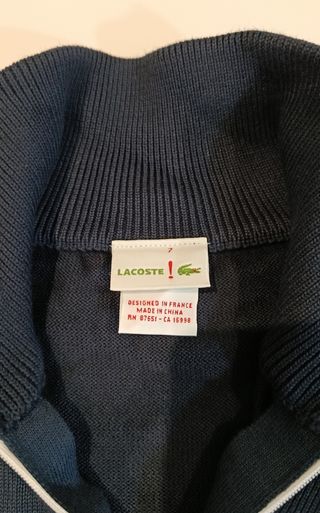 7
LACOSTE !
DESIGNED IN FRANCE
MADE IN CHINA
RN 87651 - CA 16998